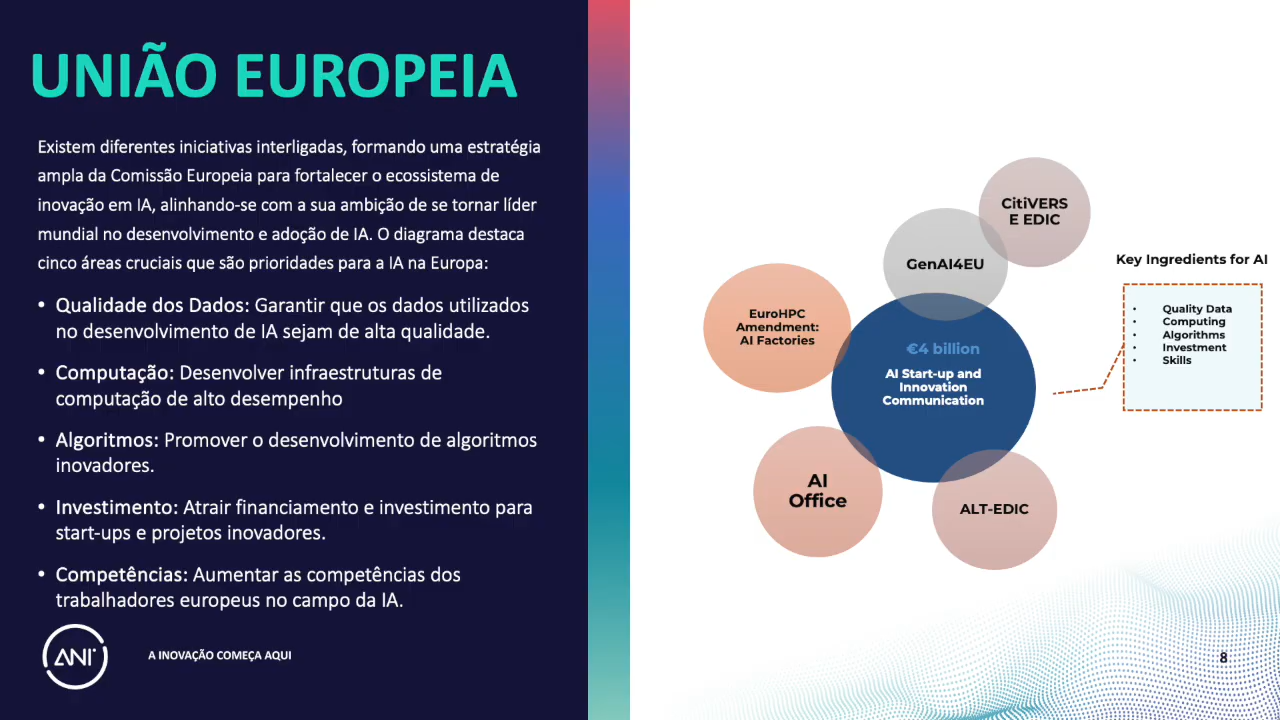 UNIÃO EUROPEIA
Existem diferentes iniciativas interligadas, formando uma estratégia
ampla da Comissão Europeia para fortalecer o ecossistema de
inovação em IA, alinhando-se com a sua ambição de se tornar líder
mundial no desenvolvimento e adoção de IA. O diagrama destaca
cinco áreas cruciais que são prioridades para a IA na Europa:
• Qualidade dos Dados: Garantir que os dados utilizados
no desenvolvimento de IA sejam de alta qualidade.
• Computação: Desenvolver infraestruturas de
computação de alto desempenho
• Algoritmos: Promover o desenvolvimento de algoritmos
inovadores.
• Investimento: Atrair financiamento e investimento para
start-ups e projetos inovadores.
• Competências: Aumentar as competências dos
trabalhadores europeus no campo da IA.
ANI
A INOVAÇÃO COMEÇA AQUI
CitiVERS
E EDIC
GenAI4EU
EuroHPC
Amendment:
AI Factories
€4 billion
AI Start-up and
Innovation
Communication
AI
Office
ALT-EDIC
Key Ingredients for AI
• Quality Data
• Computing
• Algorithms
• Investment
• Skills
8